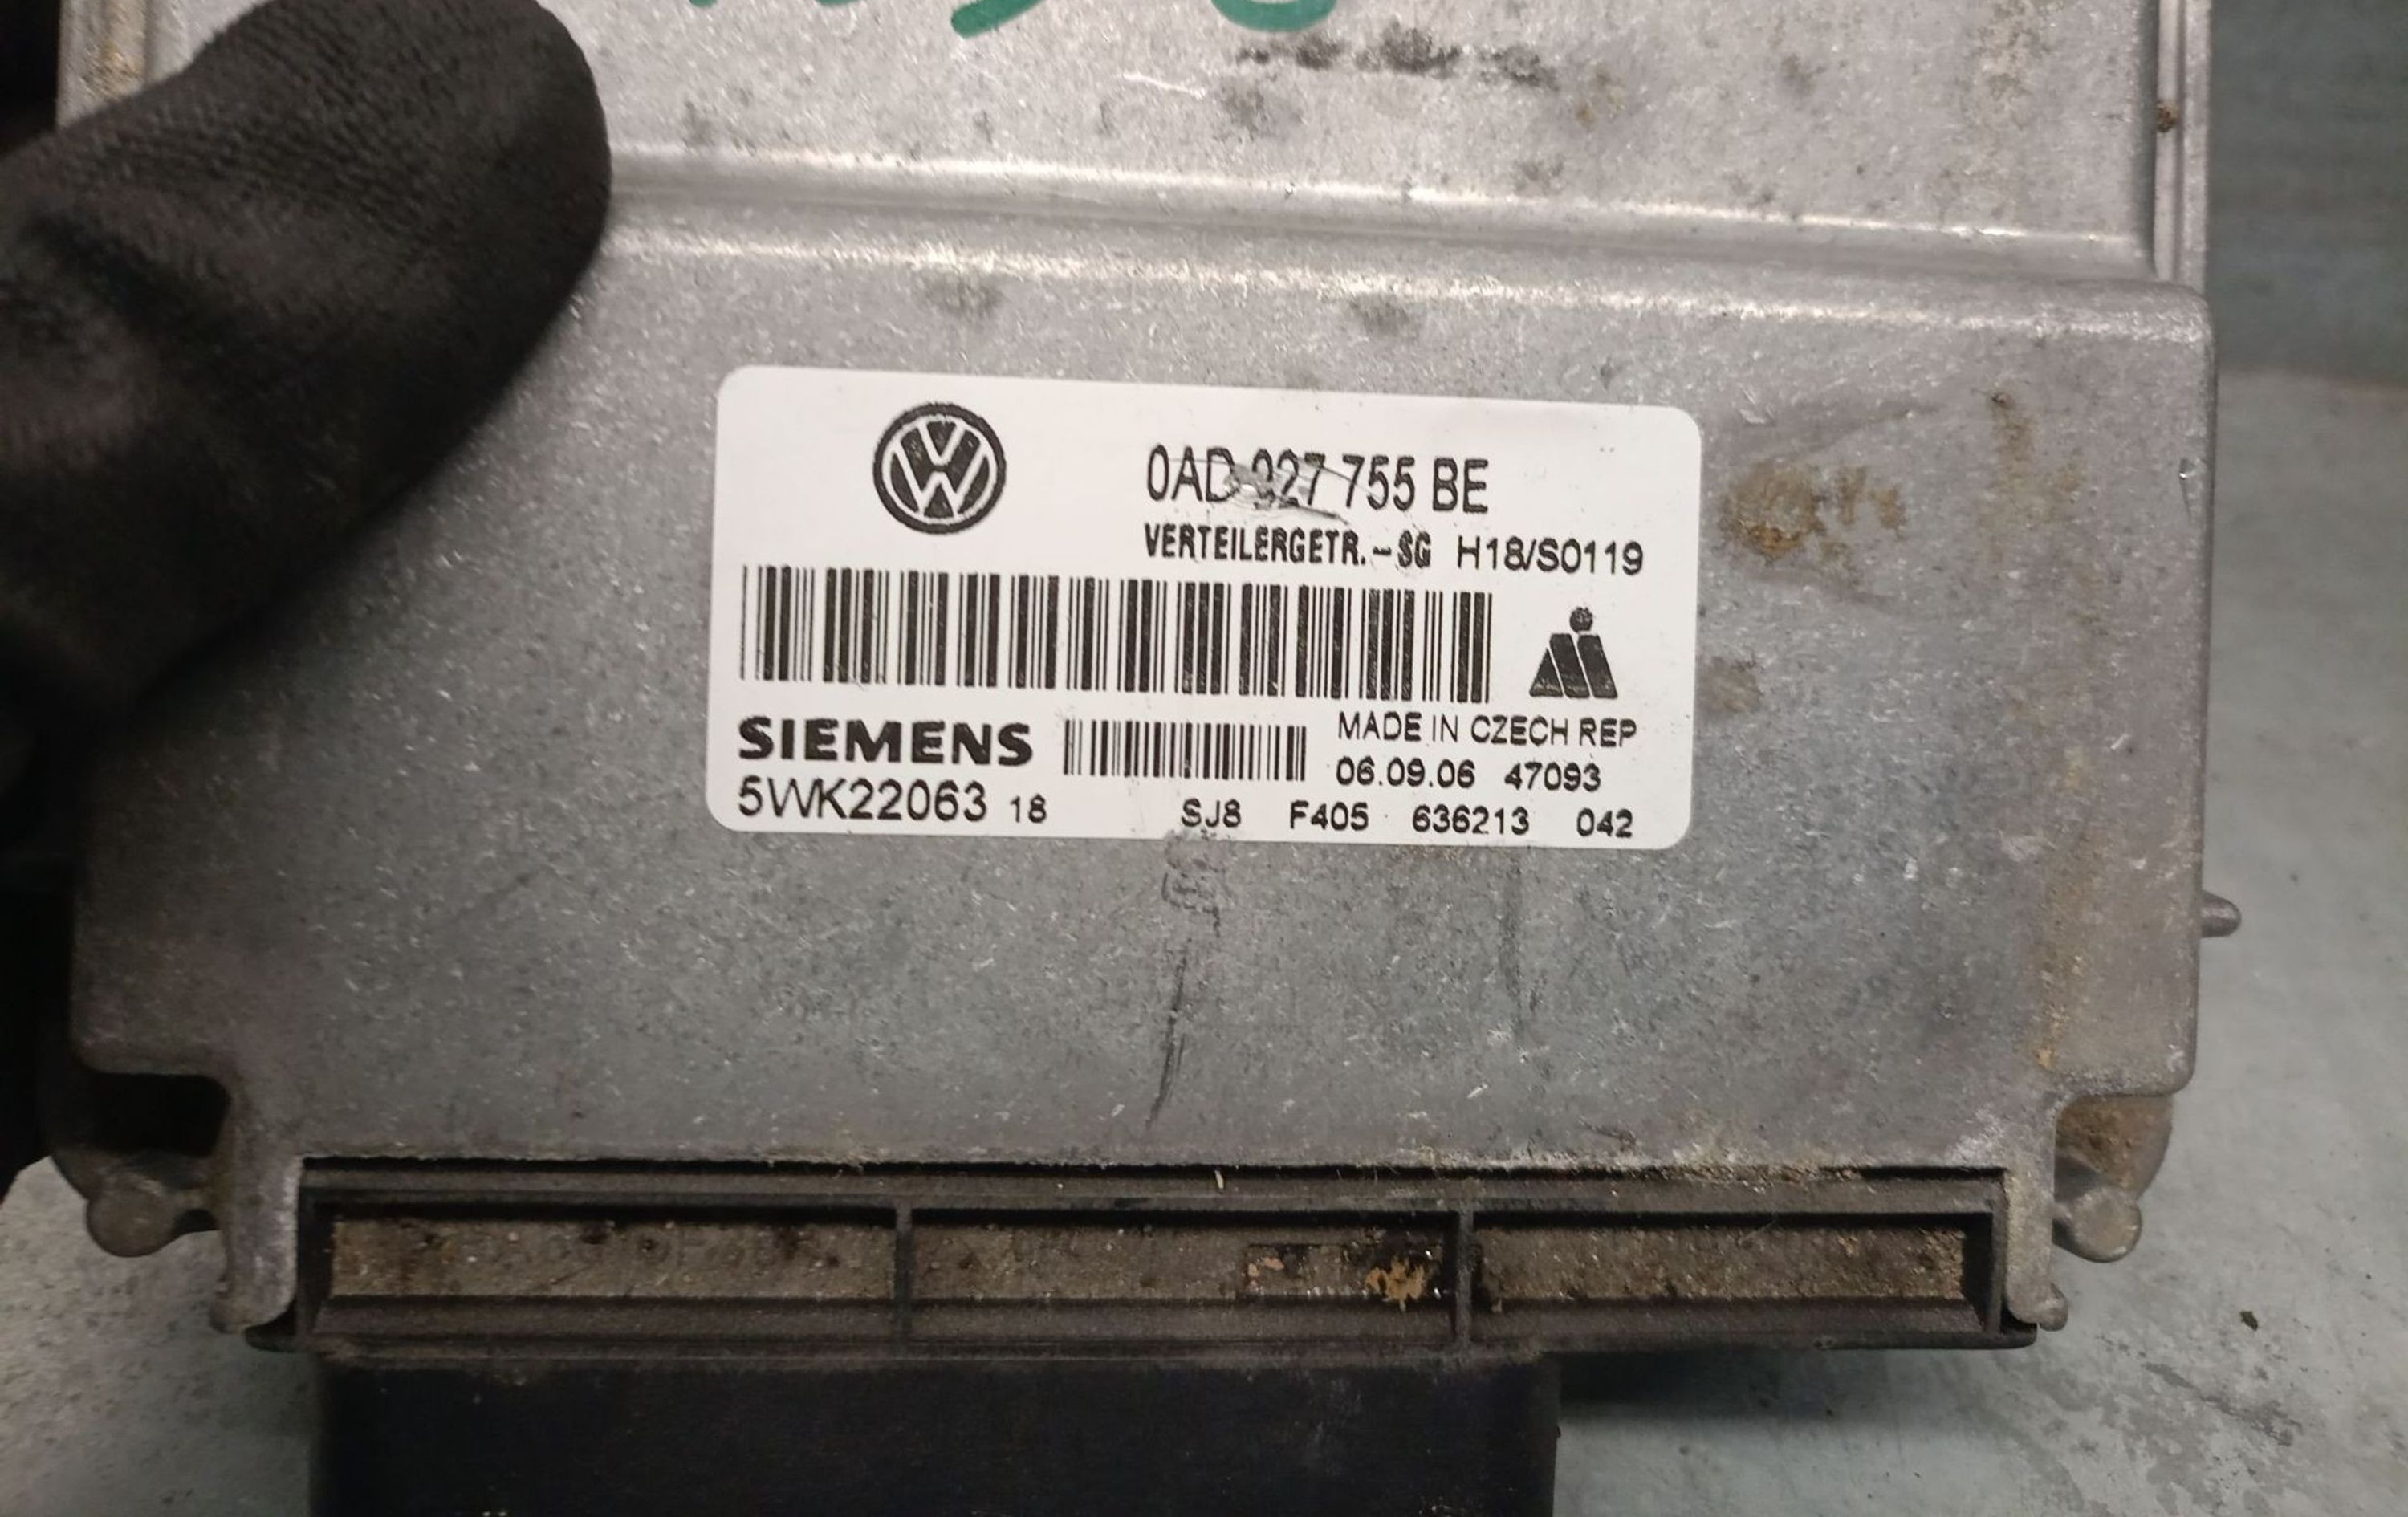 0AD 927 755 BE
VERTEILERGETR.-SG H18/S0119
SIEMENS
MADE IN CZECH REP
06.09.06 47093
5WK22063 18 SJ8 F405 636213 042